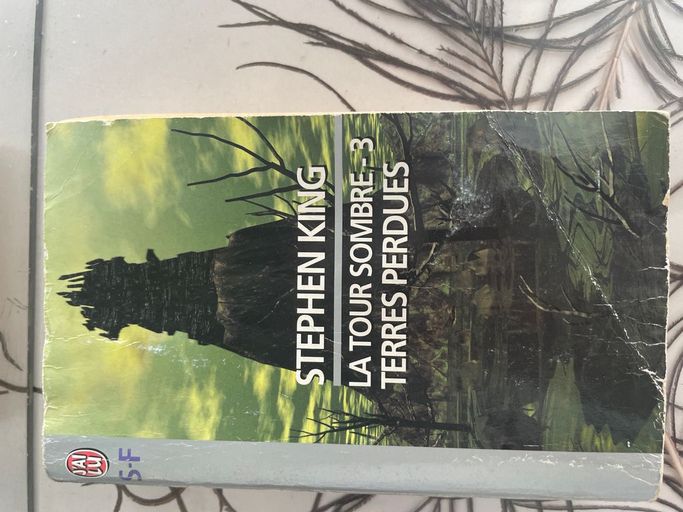 STEPHEN KING
LA TOUR SOMBRE - 3
TERRES PERDUES
J'AI
LU
S-F